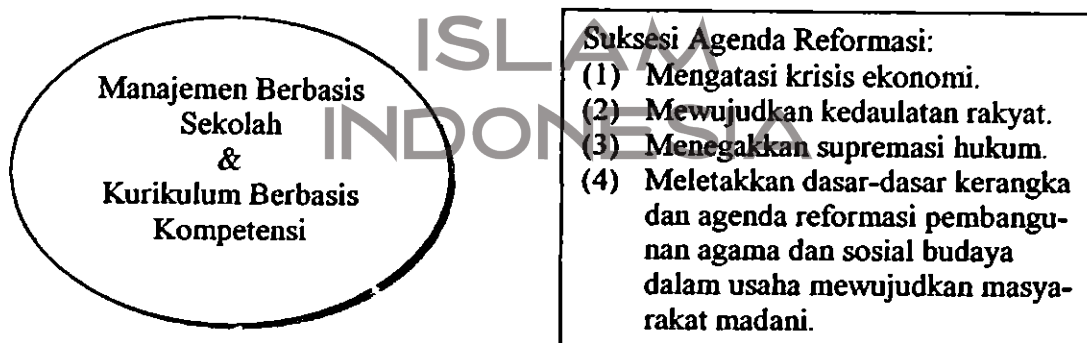 ISLAM
INDONESIA
Manajemen Berbasis
Sekolah
&
Kurikulum Berbasis
Kompetensi
Suksesi Agenda Reformasi:
(1) Mengatasi krisis ekonomi.
(2) Mewujudkan kedaulatan rakyat.
(3) Menegakkan supremasi hukum.
(4) Meletakkan dasar-dasar kerangka
dan agenda reformasi pembangu-
nan agama dan sosial budaya
dalam usaha mewujudkan masya-
rakat madani.